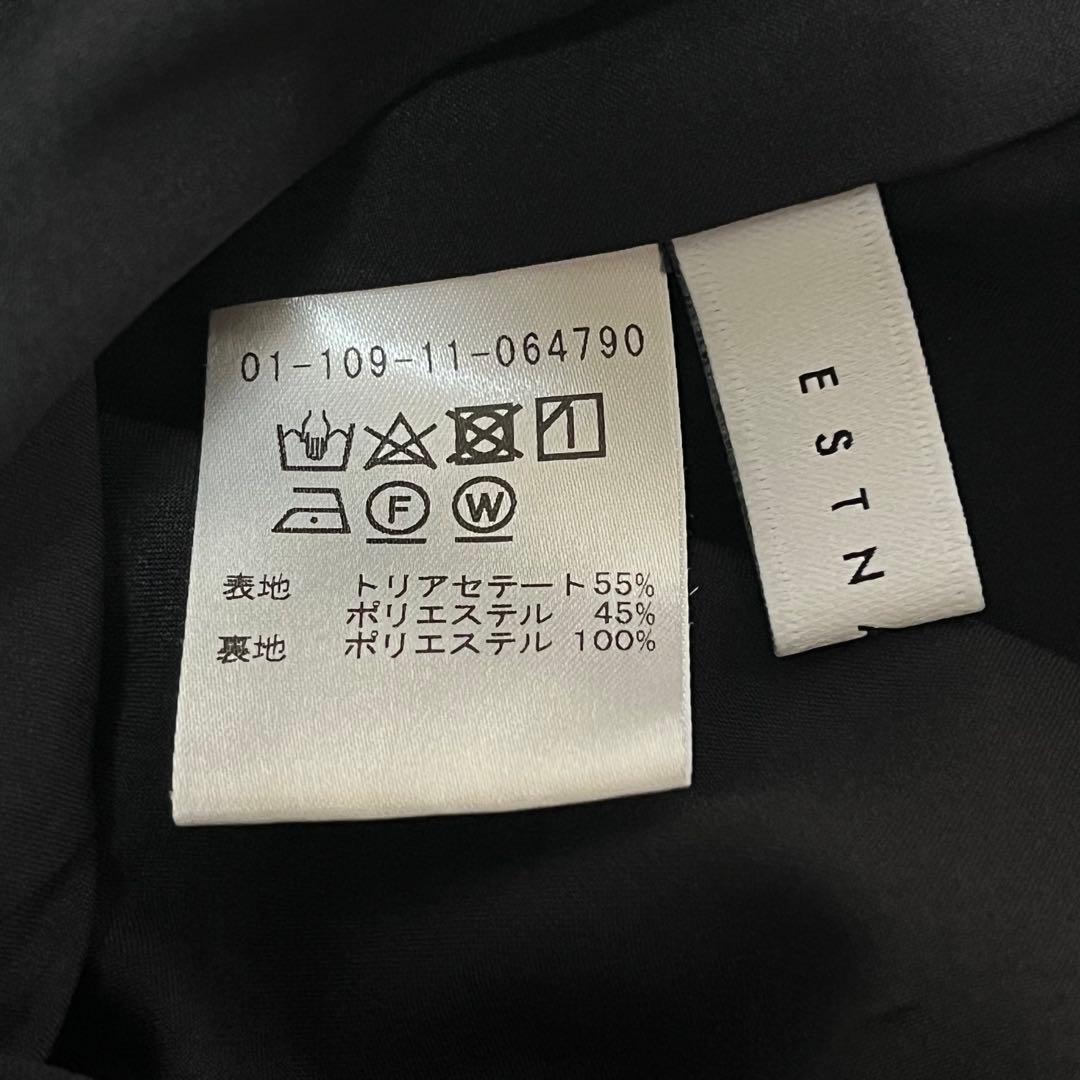 01-109-11-064790
F W
表地 トリアセテート55%
ポリエステル 45%
裏地 ポリエステル 100%
ESTN